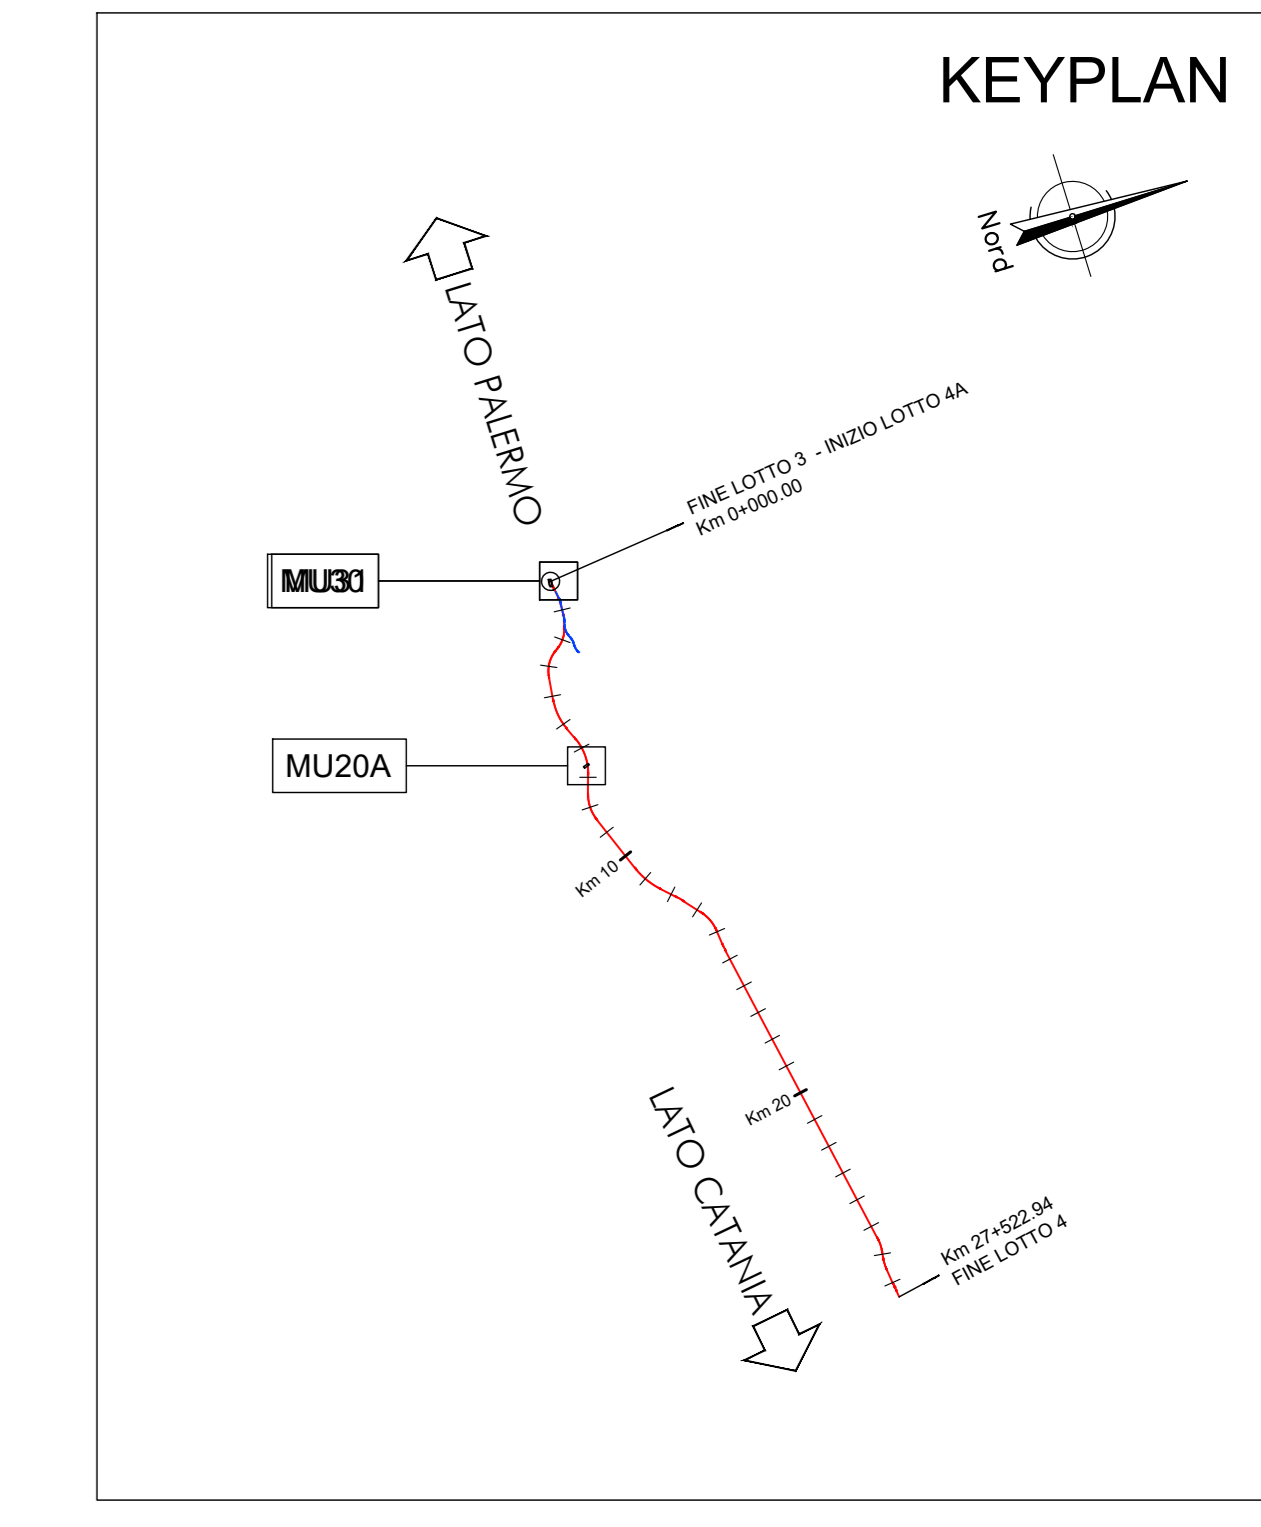 KEYPLAN
Nord
LATO PALERMO
FINE LOTTO 3 - INIZIO LOTTO 4A
Km 0+000.00
MU20A
Km 10
Km 20
LATO CATANIA
Km 27+522.94
FINE LOTTO 4